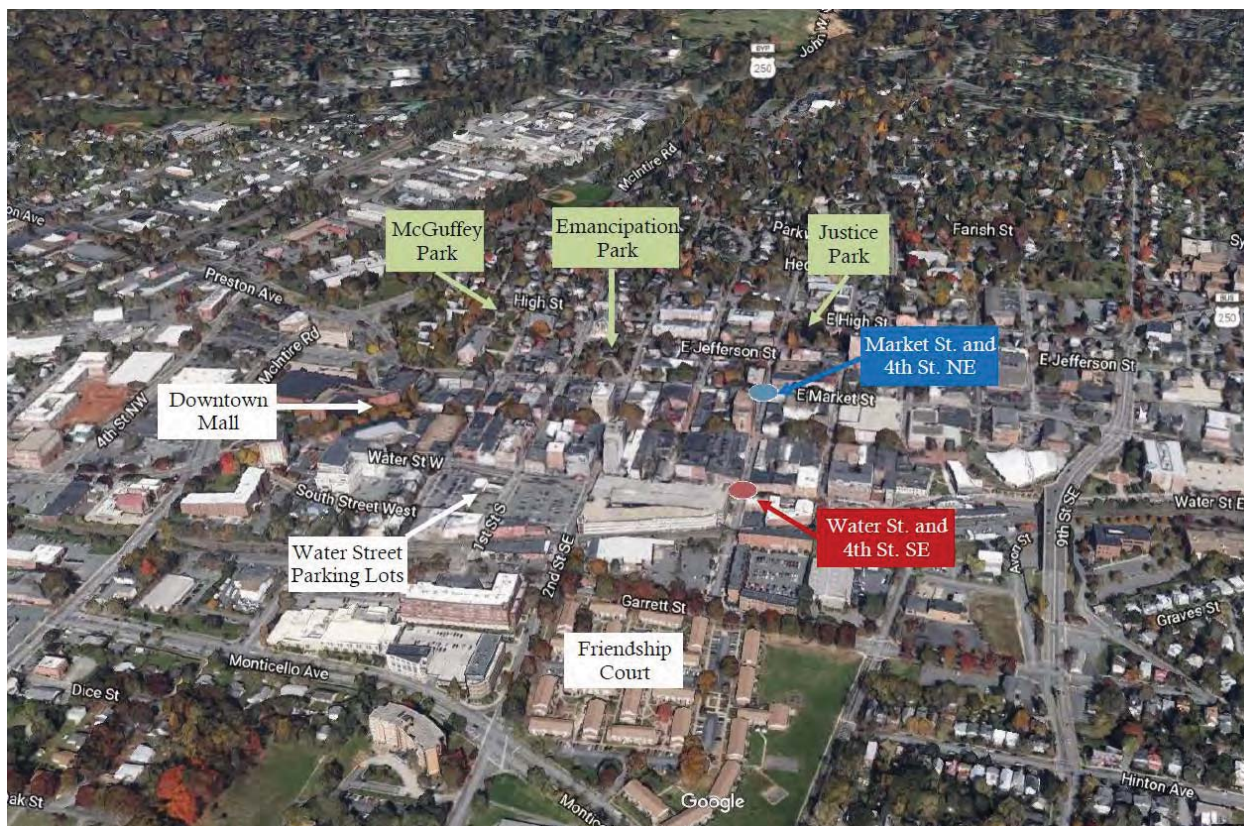 John W
BYP
250
McIntire Rd
McGuffey
Park
Emancipation
Park
Justice
Park
Farish St
Preston Ave
High St
E High St
BUS
250
McIntire Rd
E Jefferson St
Market St. and
4th St. NE
E Jefferson St
Downtown
Mall
4th St NW
E Market St
Water St W
South Street West
Water St E
Water Street
Parking Lots
1st St S
2nd St SE
Water St. and
4th St. SE
Avon St
9th St SE
Garrett St
Graves St
Friendship
Court
Monticello Ave
Dice St
Google
Hinton Ave